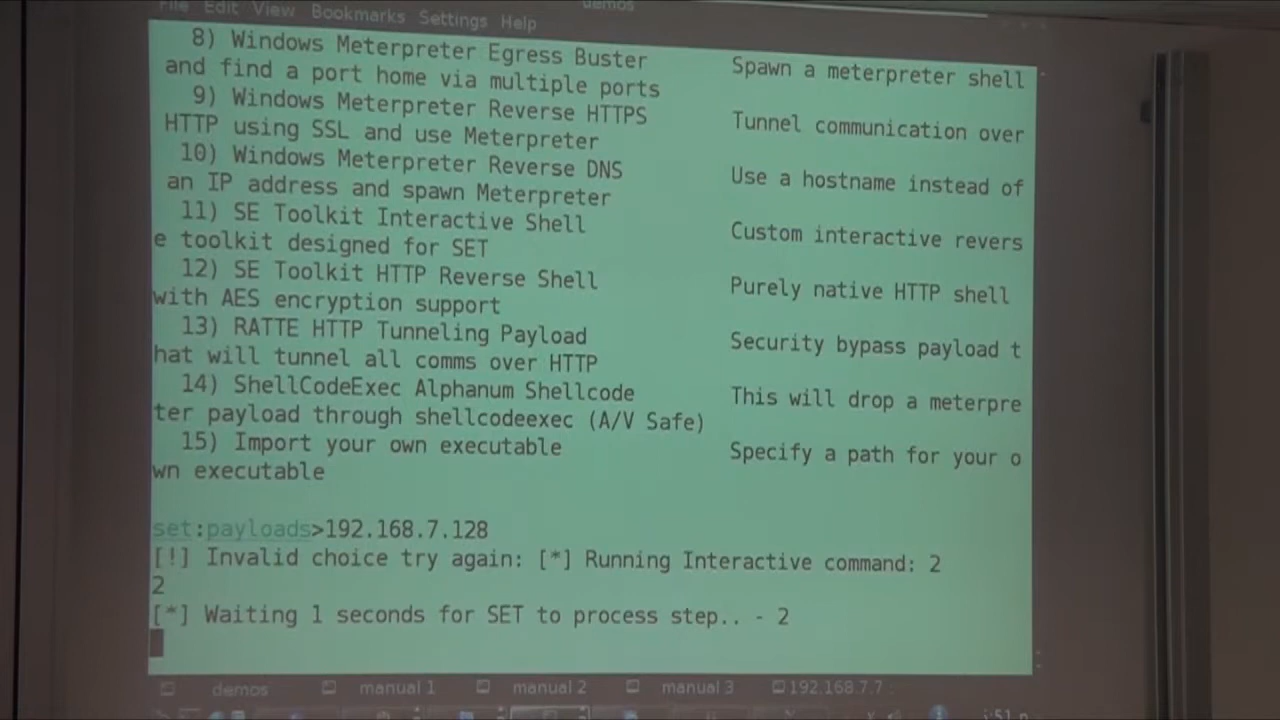 File Edit View Bookmarks Settings Help
demos
8) Windows Meterpreter Egress Buster Spawn a meterpreter shell
and find a port home via multiple ports
9) Windows Meterpreter Reverse HTTPS Tunnel communication over
HTTP using SSL and use Meterpreter
10) Windows Meterpreter Reverse DNS Use a hostname instead of
an IP address and spawn Meterpreter
11) SE Toolkit Interactive Shell Custom interactive revers
e toolkit designed for SET
12) SE Toolkit HTTP Reverse Shell Purely native HTTP shell
with AES encryption support
13) RATTE HTTP Tunneling Payload Security bypass payload t
hat will tunnel all comms over HTTP
14) ShellCodeExec Alphanum Shellcode This will drop a meterpre
ter payload through shellcodeexec (A/V Safe)
15) Import your own executable Specify a path for your o
wn executable
set:payloads>192.168.7.128
[!] Invalid choice try again: [*] Running Interactive command: 2
2
[*] Waiting 1 seconds for SET to process step.. - 2
demos manual 1 manual 2 manual 3 192.168.7.7 :